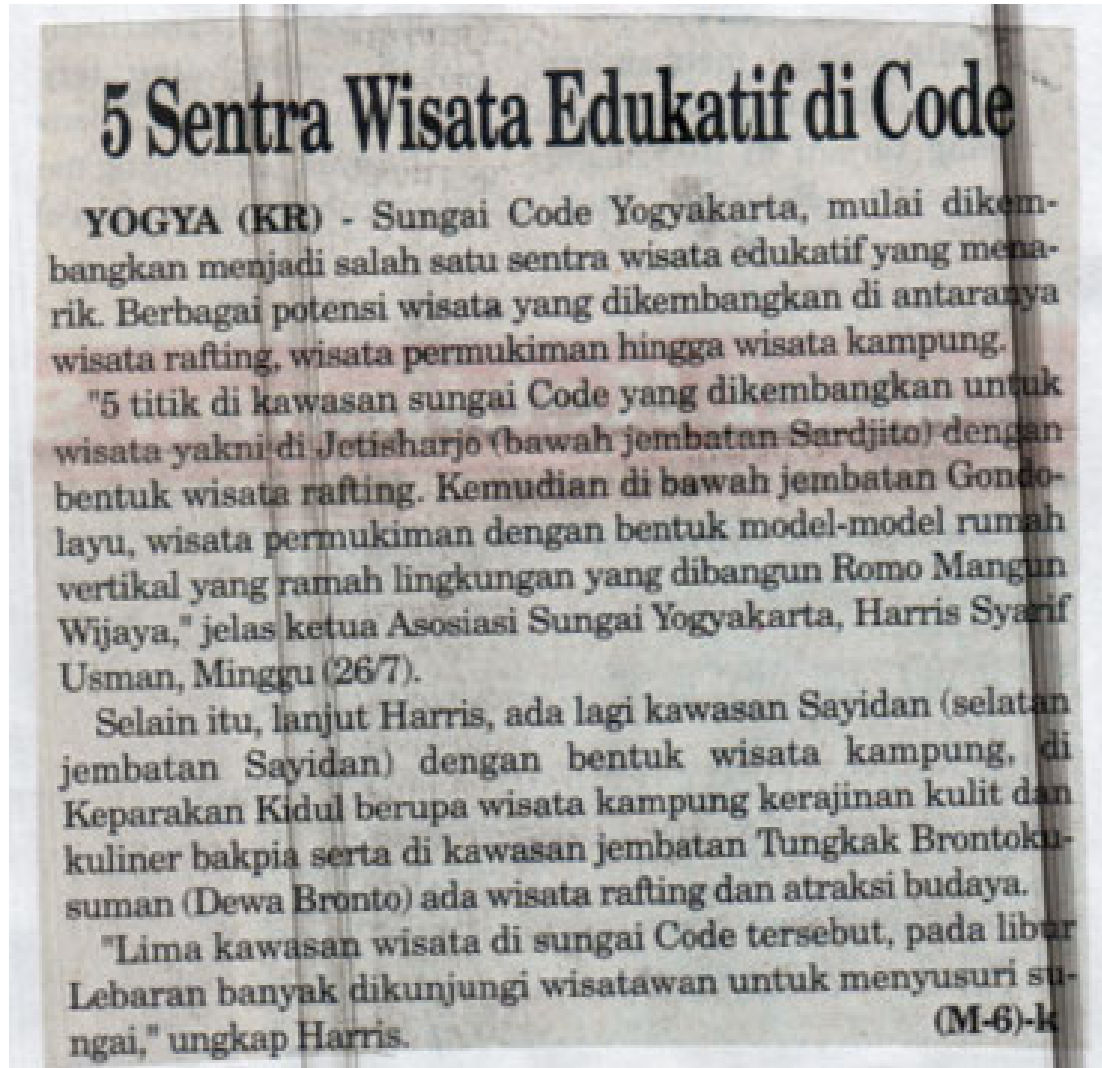 5 Sentra Wisata Edukatif di Code
YOGYA (KR) - Sungai Code Yogyakarta, mulai dikem-
bangkan menjadi salah satu sentra wisata edukatif yang mena-
rik. Berbagai potensi wisata yang dikembangkan di antaranya
wisata rafting, wisata permukiman hingga wisata kampung.
"5 titik di kawasan sungai Code yang dikembangkan untuk
wisata yakni di Jetisharjo (bawah jembatan Sardjito) dengan
bentuk wisata rafting. Kemudian di bawah jembatan Gondo-
layu, wisata permukiman dengan bentuk model-model rumah
vertikal yang ramah lingkungan yang dibangun Romo Mangun
Wijaya," jelas ketua Asosiasi Sungai Yogyakarta, Harris Syarif
Usman, Minggu (26/7).
Selain itu, lanjut Harris, ada lagi kawasan Sayidan (selatan
jembatan Sayidan) dengan bentuk wisata kampung, di
Keparakan Kidul berupa wisata kampung kerajinan kulit dan
kuliner bakpia serta di kawasan jembatan Tungkak Brontoku-
suman (Dewa Bronto) ada wisata rafting dan atraksi budaya.
"Lima kawasan wisata di sungai Code tersebut, pada libur
Lebaran banyak dikunjungi wisatawan untuk menyusuri su-
ngai," ungkap Harris. (M-6)-k